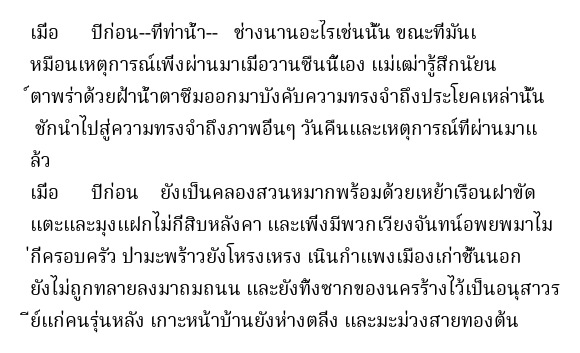 เมื่อ      ปีก่อน--ที่ท่าน้ำ--   ช่างนานอะไรเช่นนั้น ขณะที่มันเ
หมือนเหตุการณ์เพิ่งผ่านมาเมื่อวานซืนนี้เอง แม่เฒ่ารู้สึกนัยน
์ตาพร่าด้วยฝ้าน้ำตาซึมออกมาบังคับความทรงจำถึงประโยคเหล่านั้น
ชักนำไปสู่ความทรงจำถึงภาพอื่นๆ วันคืนและเหตุการณ์ที่ผ่านมาแ
ล้ว
เมื่อ      ปีก่อน    ยังเป็นคลองสวนหมากพร้อมด้วยเหย้าเรือนฝาขัด
แตะและมุงแฝกไม่กี่สิบหลังคา และเพิ่งมีพวกเวียงจันทน์อพยพมาไม
่กี่ครอบครัว ป่ามะพร้าวยังโหรงเหรง เนินกำแพงเมืองเก่าชั้นนอก
ยังไม่ถูกทลายลงมาถมถนน และยังทิ้งซากของนครร้างไว้เป็นอนุสาวร
ีย์แก่คนรุ่นหลัง เกาะหน้าบ้านยังห่างตลิ่ง และมะม่วงสายทองต้น